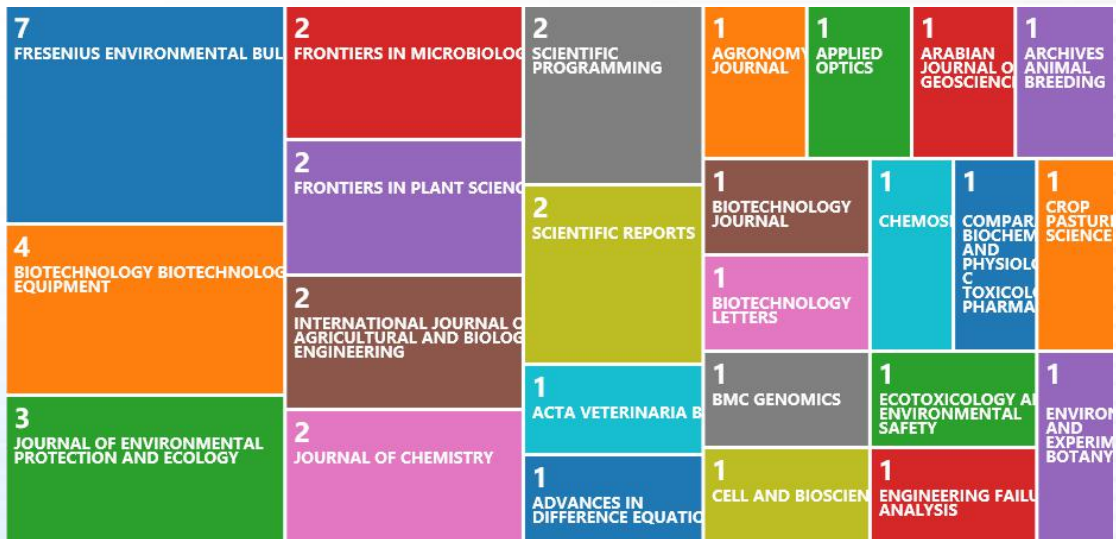 7
FRESENIUS ENVIRONMENTAL BUL
4
BIOTECHNOLOGY BIOTECHNOLOG
EQUIPMENT
3
JOURNAL OF ENVIRONMENTAL
PROTECTION AND ECOLOGY
2
FRONTIERS IN MICROBIOLOG
2
FRONTIERS IN PLANT SCIENC
2
INTERNATIONAL JOURNAL O
AGRICULTURAL AND BIOLOG
ENGINEERING
2
JOURNAL OF CHEMISTRY
2
SCIENTIFIC
PROGRAMMING
2
SCIENTIFIC REPORTS
1
ACTA VETERINARIA B
1
ADVANCES IN
DIFFERENCE EQUATIO
1
AGRONOMY
JOURNAL
1
APPLIED
OPTICS
1
ARABIAN
JOURNAL O
GEOSCIENC
1
ARCHIVES
ANIMAL
BREEDING
1
BIOTECHNOLOGY
JOURNAL
1
BIOTECHNOLOGY
LETTERS
1
CHEMOS
1
COMPAR
BIOCHEM
AND
PHYSIOLO
C
TOXICOL
PHARMA
1
CROP
PASTUR
SCIENCE
1
BMC GENOMICS
1
CELL AND BIOSCIEN
1
ECOTOXICOLOGY A
ENVIRONMENTAL
SAFETY
1
ENGINEERING FAILU
ANALYSIS
1
ENVIRON
AND
EXPERIM
BOTANY